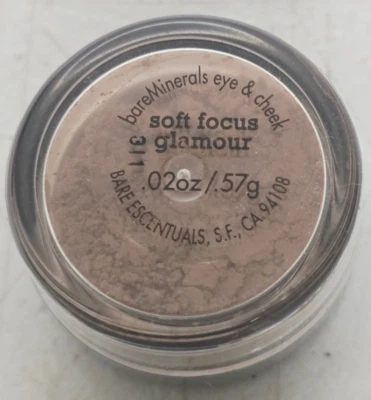 bareMinerals eye & cheek
soft focus
glamour
311
.02oz/.57g
BARE ESCENTUALS, S.F., CA. 94108